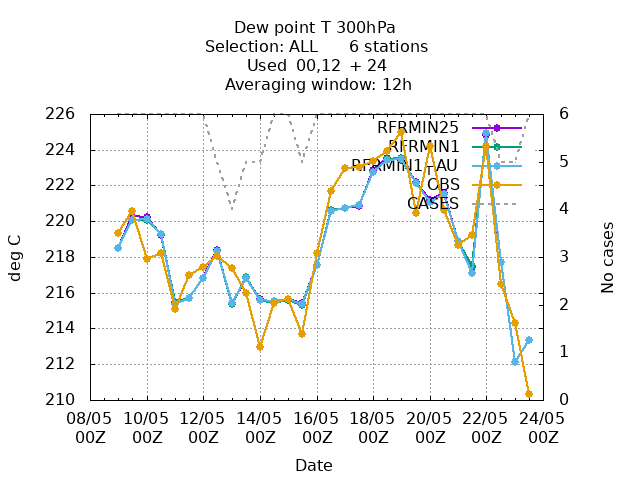 Dew point T 300hPa
Selection: ALL 6 stations
Used 00,12 + 24
Averaging window: 12h
226 6
RFRMIN25
224 RFRMIN1
5
RFRMIN1_AU
222 OBS
CASES 4
220
218 3
216
2
214
1
212
210 0
deg C
No cases
08/05 10/05 12/05 14/05 16/05 18/05 20/05 22/05 24/05
00Z 00Z 00Z 00Z 00Z 00Z 00Z 00Z 00Z
Date